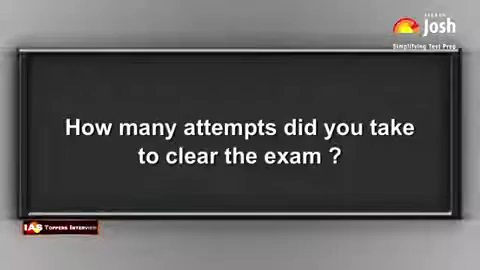 Josh
Simplifying Test Prep
How many attempts did you take
to clear the exam ?
IAS TOPPERS INTERVIEW